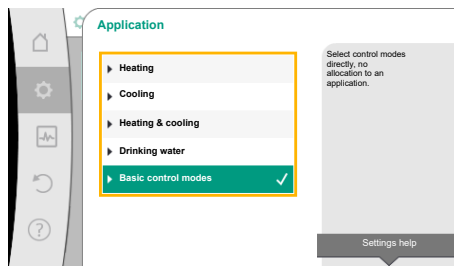 Application
Heating
Cooling
Heating & cooling
Drinking water
Basic control modes
Select control modes
directly, no
allocation to an
application.
Settings help
?